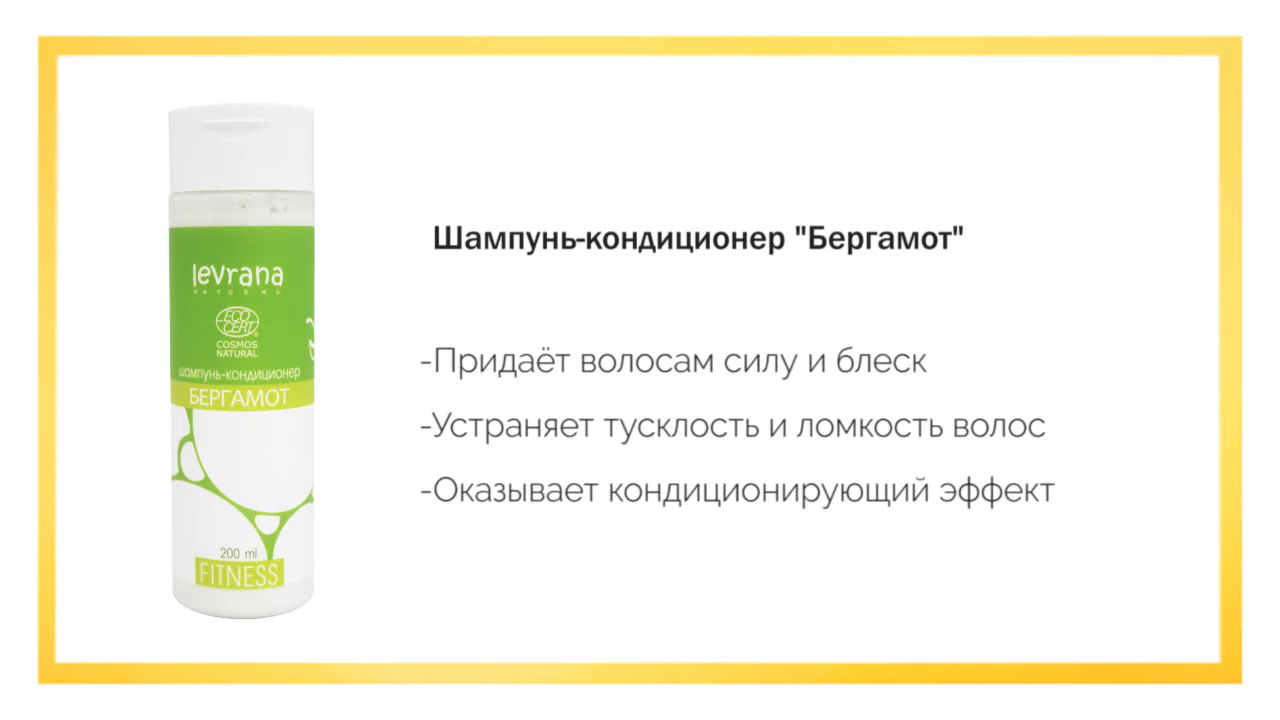 levrana
NATURAL
ECO
CERT
COSMOS
NATURAL
шампунь-кондиционер
БЕРГАМОТ
200 ml
FITNESS
Шампунь-кондиционер "Бергамот"
-Придаёт волосам силу и блеск
-Устраняет тусклость и ломкость волос
-Оказывает кондиционирующий эффект